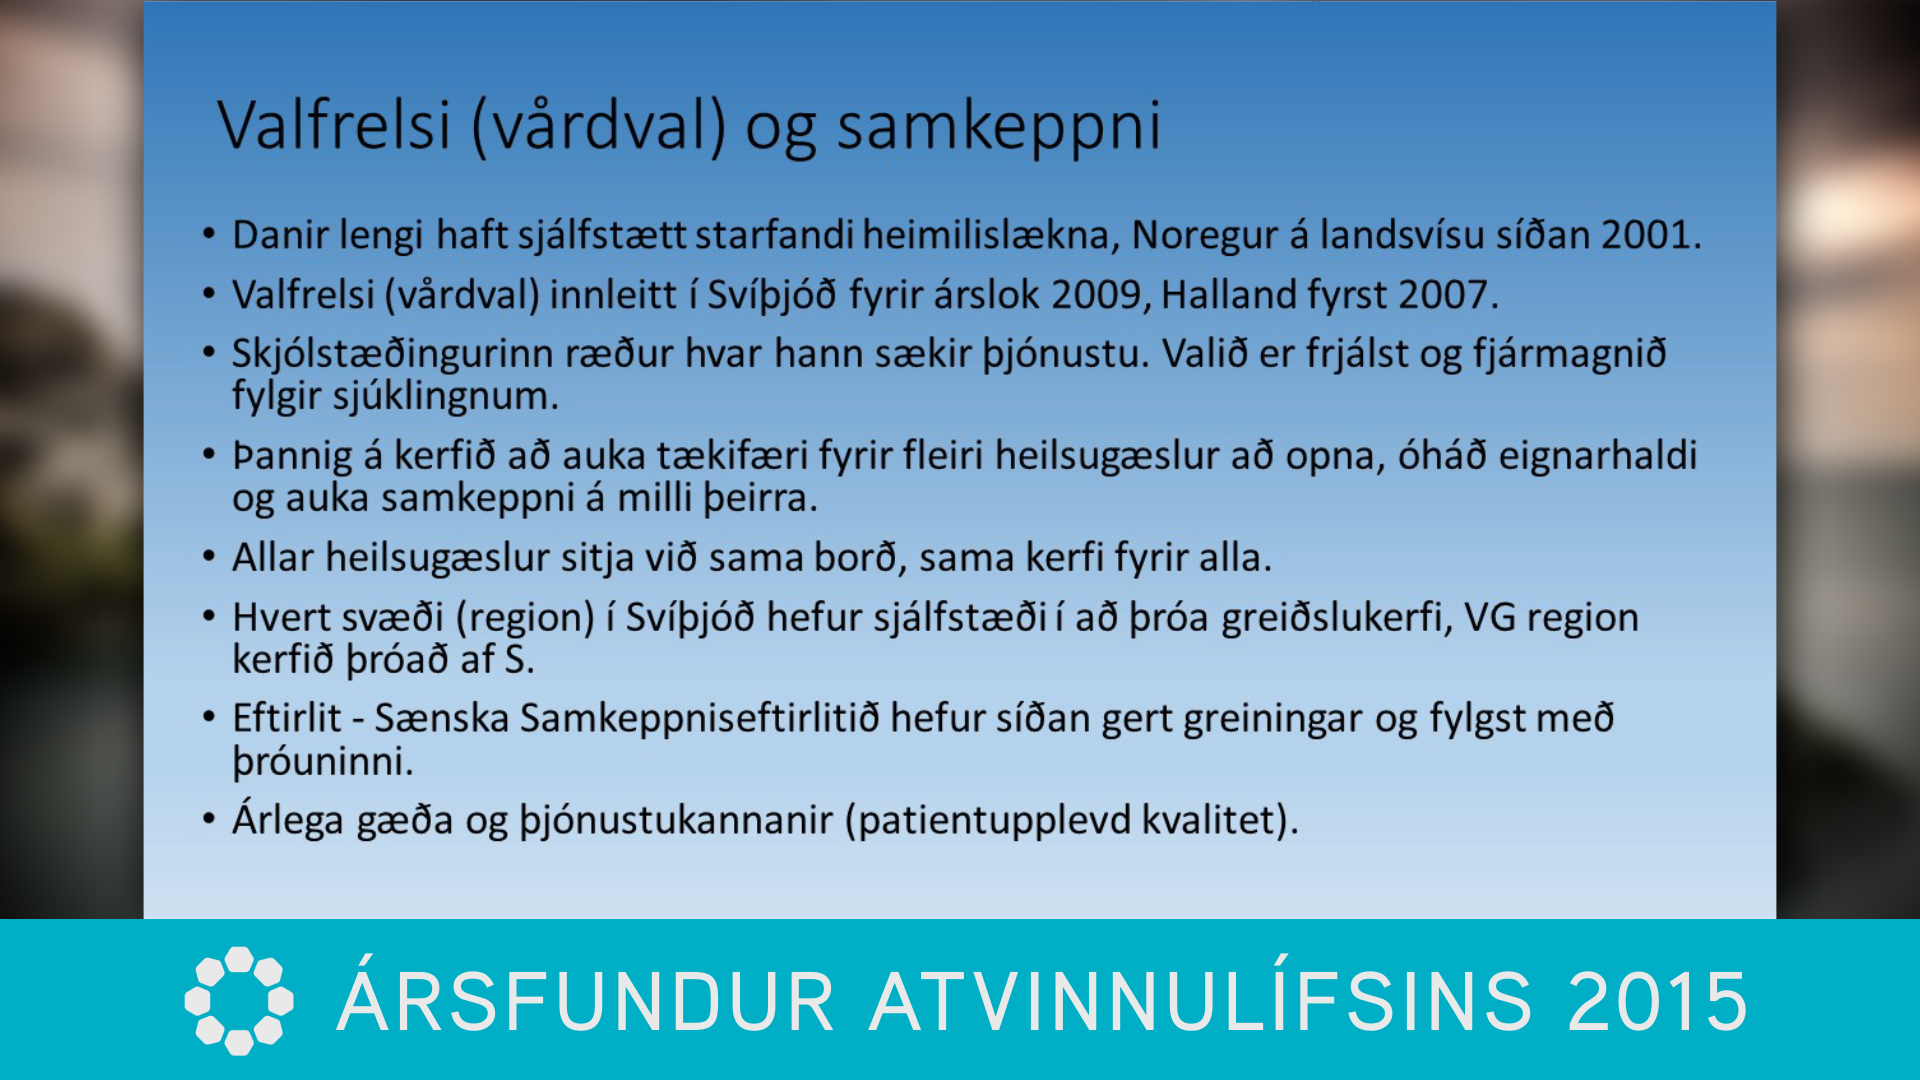 Valfrelsi (vårdval) og samkeppni
• Danir lengi haft sjálfstætt starfandi heimilislækna, Noregur á landsvísu síðan 2001.
• Valfrelsi (vårdval) innleitt í Svíþjóð fyrir árslok 2009, Halland fyrst 2007.
• Skjólstæðingurinn ræður hvar hann sækir þjónustu. Valið er frjálst og fjármagnið
fylgir sjúklingnum.
• Þannig á kerfið að auka tækifæri fyrir fleiri heilsugæslur að opna, óháð eignarhaldi
og auka samkeppni á milli þeirra.
• Allar heilsugæslur sitja við sama borð, sama kerfi fyrir alla.
• Hvert svæði (region) í Svíþjóð hefur sjálfstæði í að þróa greiðslukerfi, VG region
kerfið þróað af S.
• Eftirlit - Sænska Samkeppniseftirlitið hefur síðan gert greiningar og fylgst með
þróuninni.
• Árlega gæða og þjónustukannanir (patientupplevd kvalitet).
ÁRSFUNDUR ATVINNULÍFSINS 2015